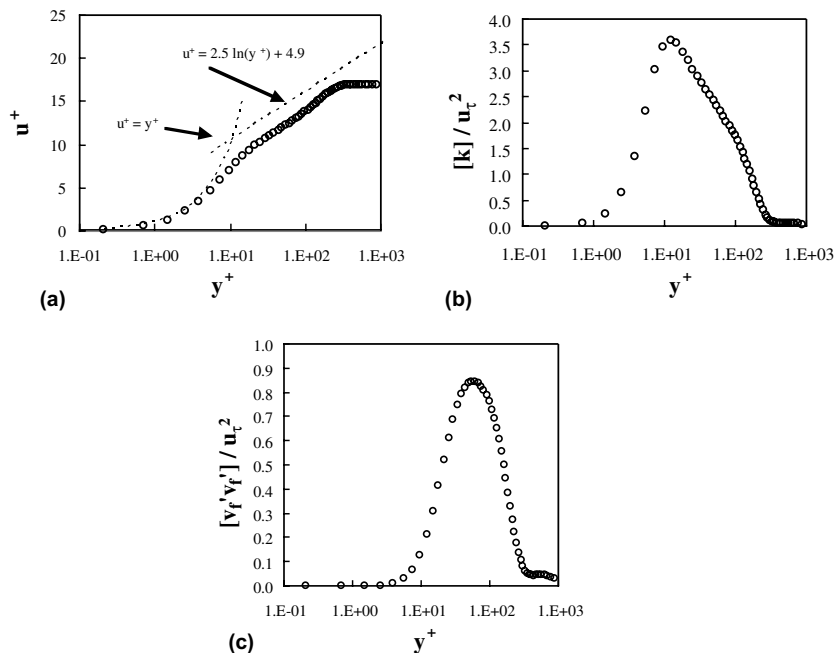 25
20
15
10
5
0
u⁺
u⁺ = 2.5 ln(y ⁺) + 4.9
u⁺ = y⁺
1.E-01 1.E+00 1.E+01 1.E+02 1.E+03
y⁺
(a)
4.0
3.5
3.0
2.5
2.0
1.5
1.0
0.5
0.0
[k] / u_τ²
1.E-01 1.E+00 1.E+01 1.E+02 1.E+03
y⁺
(b)
1.0
0.9
0.8
0.7
0.6
0.5
0.4
0.3
0.2
0.1
0.0
[v_f'v_f'] / u_τ²
1.E-01 1.E+00 1.E+01 1.E+02 1.E+03
y⁺
(c)